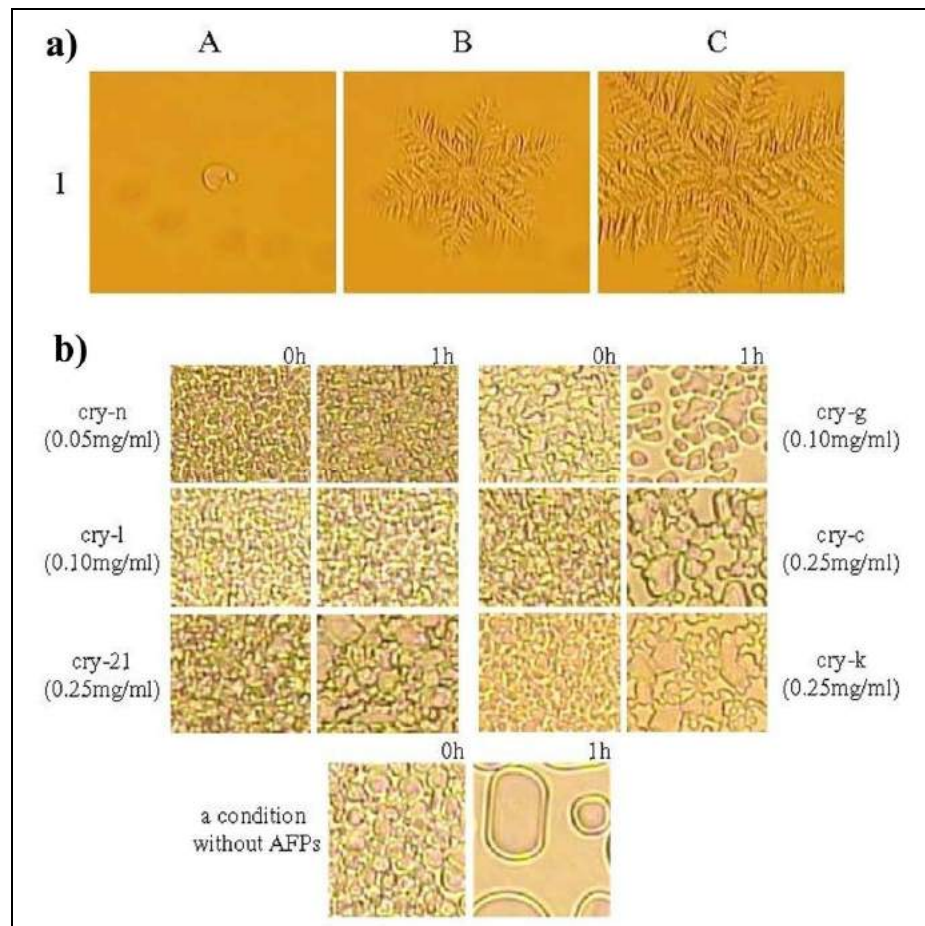 a)
A B C
1
b)
0h 1h 0h 1h
cry-n
(0.05mg/ml)
cry-g
(0.10mg/ml)
cry-l
(0.10mg/ml)
cry-c
(0.25mg/ml)
cry-21
(0.25mg/ml)
cry-k
(0.25mg/ml)
0h 1h
a condition
without AFPs